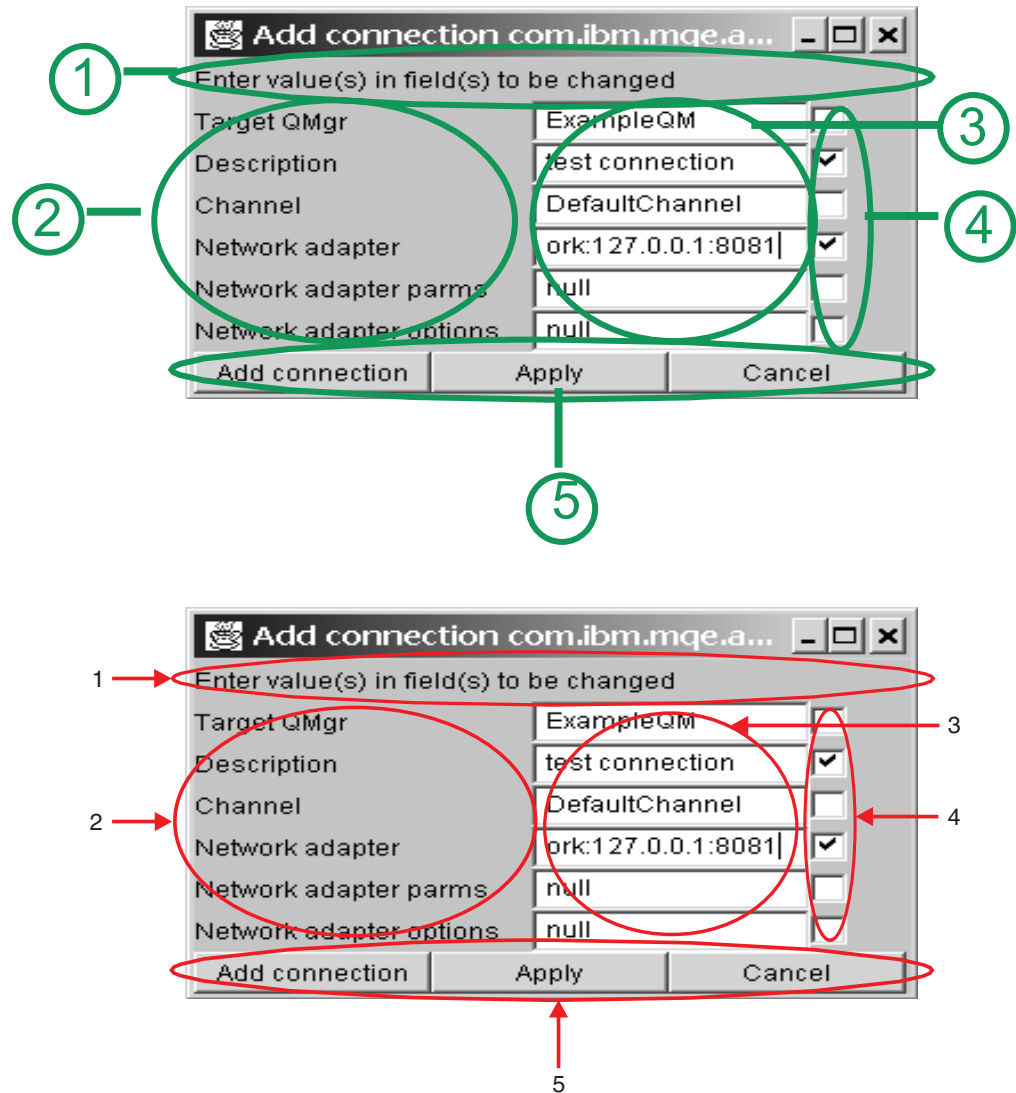 Add connection com.ibm.mqe.a...
1
Enter value(s) in field(s) to be changed
Target QMgr ExampleQM
3
Description test connection
2
Channel DefaultChannel
4
Network adapter ork:127.0.0.1:8081
Network adapter parms null
Network adapter options null
Add connection Apply Cancel
5
Add connection com.ibm.mqe.a...
1
Enter value(s) in field(s) to be changed
Target QMgr ExampleQM
3
Description test connection
2
Channel DefaultChannel
4
Network adapter ork:127.0.0.1:8081
Network adapter parms null
Network adapter options null
Add connection Apply Cancel
5